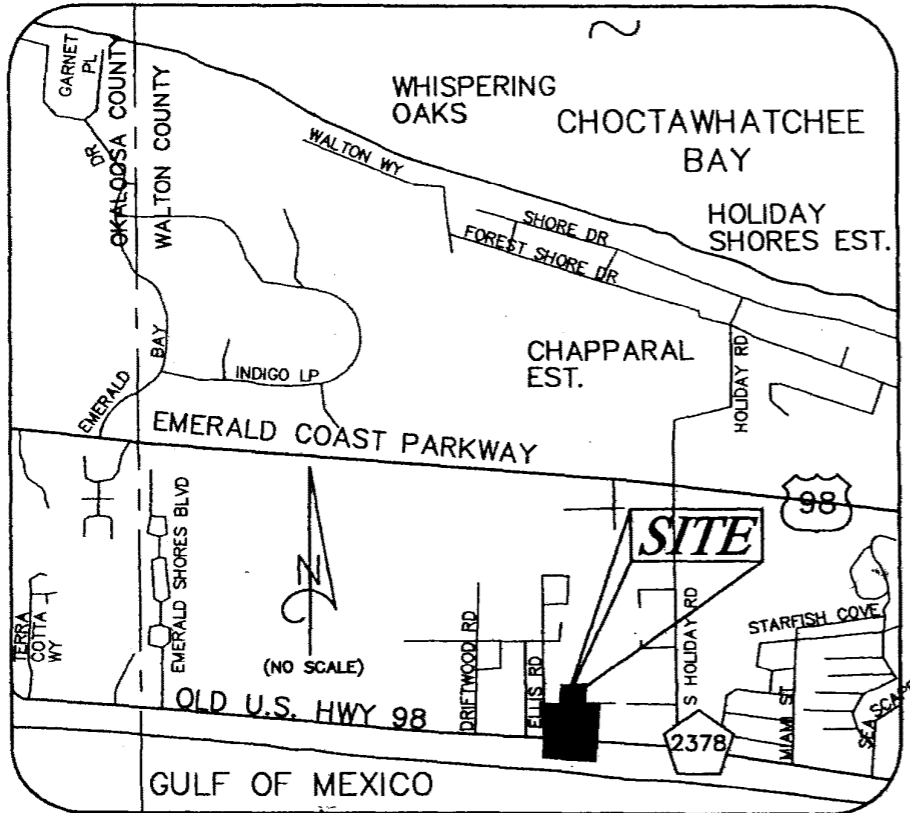 GARNET
PL
DR
OKALOOSA COUNTY
WALTON COUNTY
WHISPERING
OAKS
CHOCTAWHATCHEE
BAY
WALTON WY
HOLIDAY
SHORES EST.
SHORE DR
FOREST SHORE DR
CHAPPARAL
EST.
HOLIDAY RD
EMERALD
BAY
INDIGO LP
EMERALD COAST PARKWAY
98
EMERALD SHORES BLVD
N
(NO SCALE)
SITE
TERRA
COTTA
WY
DRIFTWOOD RD
ELLIS RD
S HOLIDAY RD
STARFISH COVE
MIAMI ST
OLD U.S. HWY 98
2378
GULF OF MEXICO